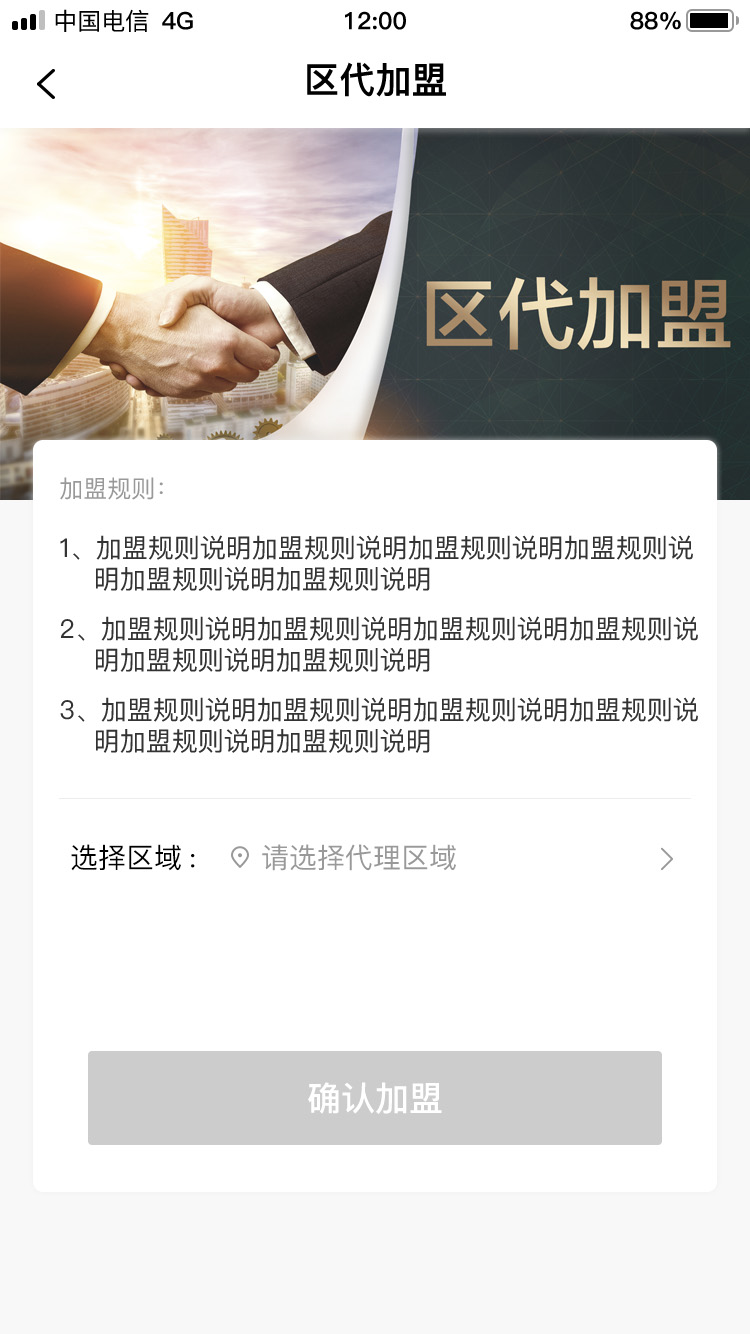 中国电信 4G 12:00 88%
区代加盟
区代加盟
加盟规则：
1、加盟规则说明加盟规则说明加盟规则说明加盟规则说
明加盟规则说明加盟规则说明
2、加盟规则说明加盟规则说明加盟规则说明加盟规则说
明加盟规则说明加盟规则说明
3、加盟规则说明加盟规则说明加盟规则说明加盟规则说
明加盟规则说明加盟规则说明
选择区域： 请选择代理区域
确认加盟